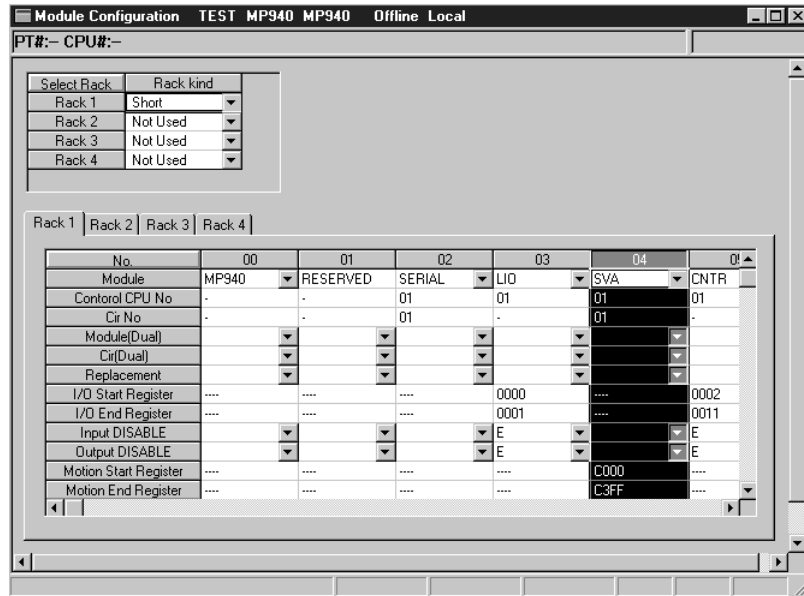 Module Configuration TEST MP940 MP940 Offline Local
PT#:– CPU#:–
Select Rack Rack kind
Rack 1 Short
Rack 2 Not Used
Rack 3 Not Used
Rack 4 Not Used
Rack 1 Rack 2 Rack 3 Rack 4
No. 00 01 02 03 04
Module MP940 RESERVED SERIAL LIO SVA CNTR
Contorol CPU No - - 01 01 01 01
Cir No - - 01 - 01 -
Module(Dual)
Cir(Dual)
Replacement
I/O Start Register ---- ---- ---- 0000 ---- 0002
I/O End Register ---- ---- ---- 0001 ---- 0011
Input DISABLE E E
Output DISABLE E E
Motion Start Register ---- ---- ---- ---- C000 ----
Motion End Register ---- ---- ---- ---- C3FF ----